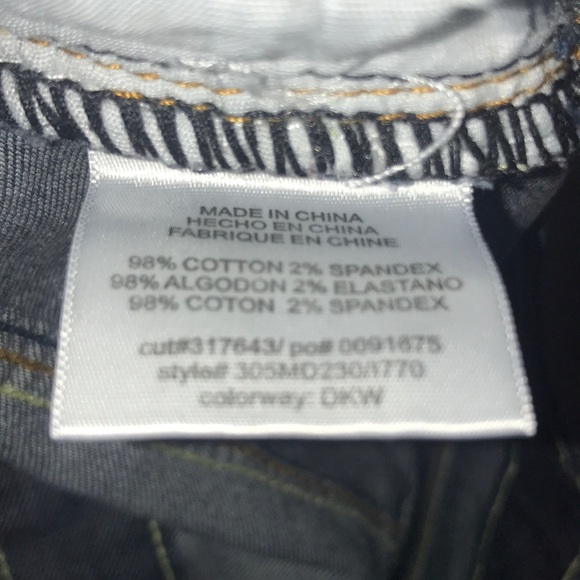 MADE IN CHINA
HECHO EN CHINA
FABRIQUE EN CHINE
98% COTTON 2% SPANDEX
98% ALGODON 2% ELASTANO
98% COTON 2% SPANDEX
cut#317643/ po# 0091675
style# 305MD230/I770
colorway: DKW